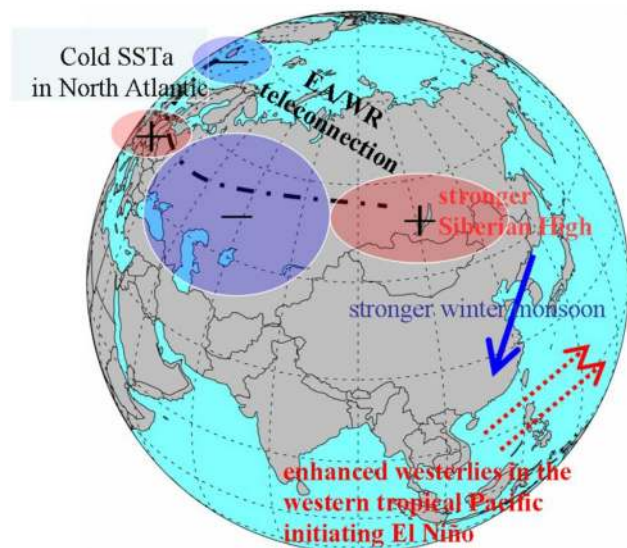 Cold SSTa
in North Atlantic
EA/WR
teleconnection
stronger
Siberian High
stronger winter monsoon
enhanced westerlies in the
western tropical Pacific
initiating El Niño